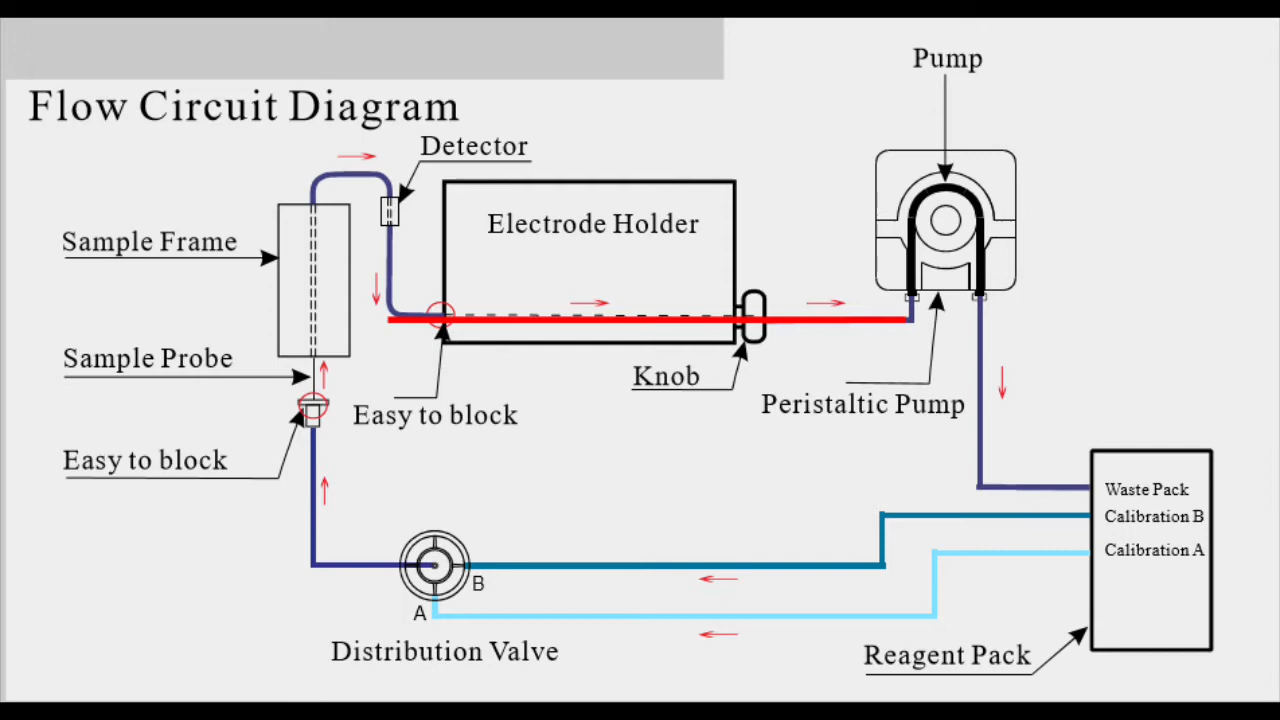 Pump
Flow Circuit Diagram
Detector
Electrode Holder
Sample Frame
Sample Probe
Knob
Easy to block
Peristaltic Pump
Easy to block
Waste Pack
Calibration B
Calibration A
B
A
Distribution Valve
Reagent Pack